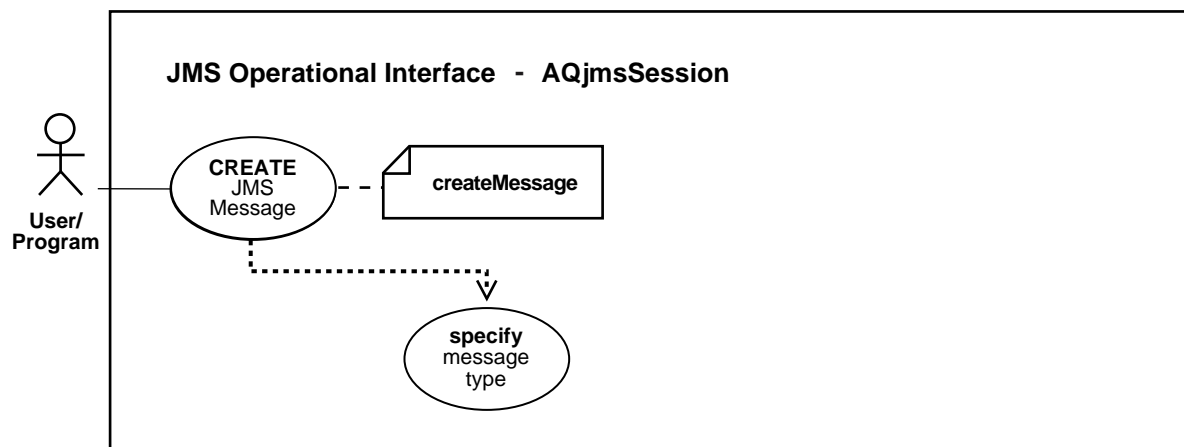 JMS Operational Interface - AQjmsSession
CREATE
JMS
Message
createMessage
User/
Program
specify
message
type